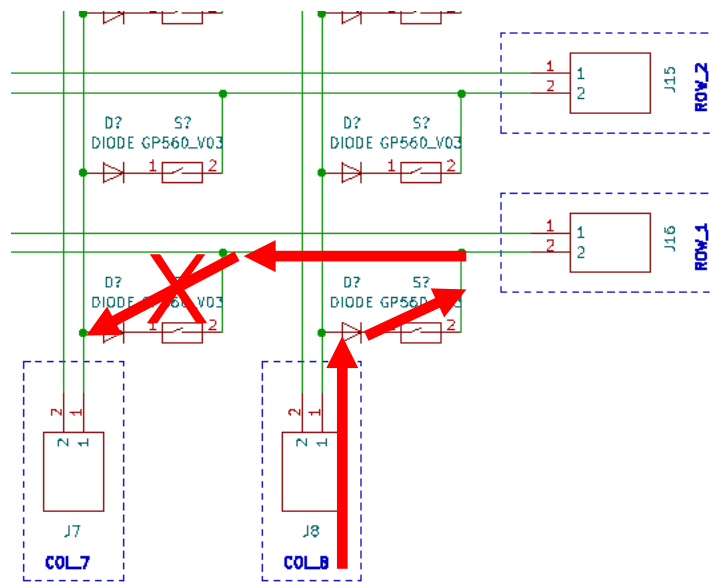 1
1
2
2
J15
ROW_2
D?
S?
D?
S?
DIODE
GP560_V03
DIODE
GP560_V03
1
2
1
2
1
1
2
2
J16
ROW_1
D?
D?
S?
DIODE
DIODE
2
1
2
2
1
2
1
2
1
2
1
J7
J8
COL_7
COL_8